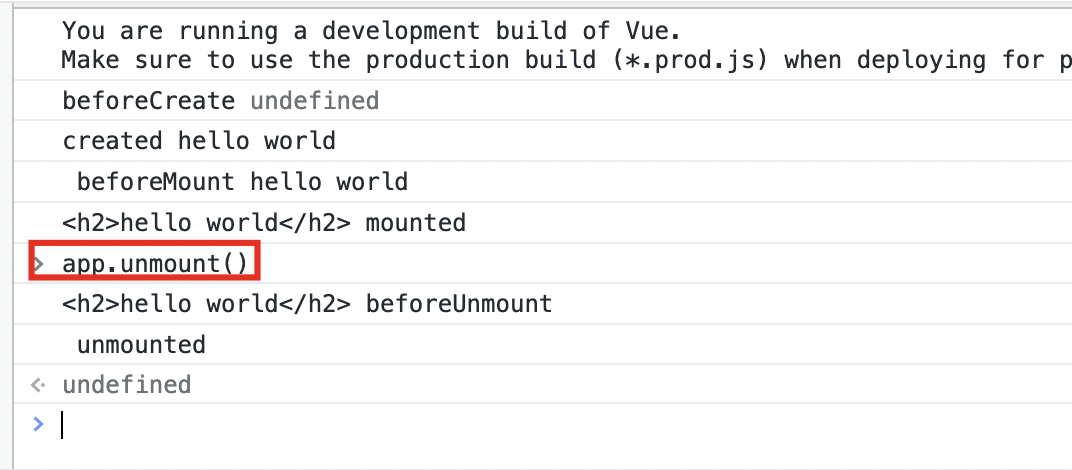 You are running a development build of Vue.
Make sure to use the production build (*.prod.js) when deploying for
beforeCreate undefined
created hello world
beforeMount hello world
<h2>hello world</h2> mounted
> app.unmount()
<h2>hello world</h2> beforeUnmount
unmounted
<· undefined
>